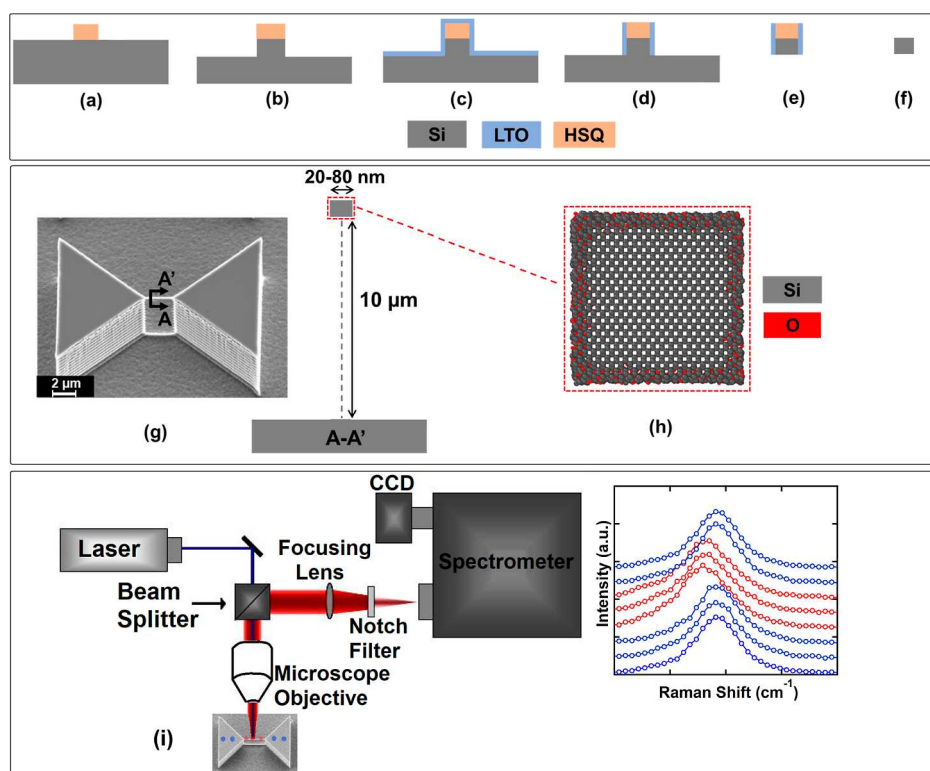 (a)
(b)
(c)
(d)
(e)
(f)
Si
LTO
HSQ
20-80 nm
A'
A
2 µm
10 µm
A-A'
Si
O
(g)
(h)
CCD
Laser
Focusing
Lens
Spectrometer
Beam
Splitter
Notch
Filter
Microscope
Objective
Intensity (a.u.)
Raman Shift (cm-1)
(i)